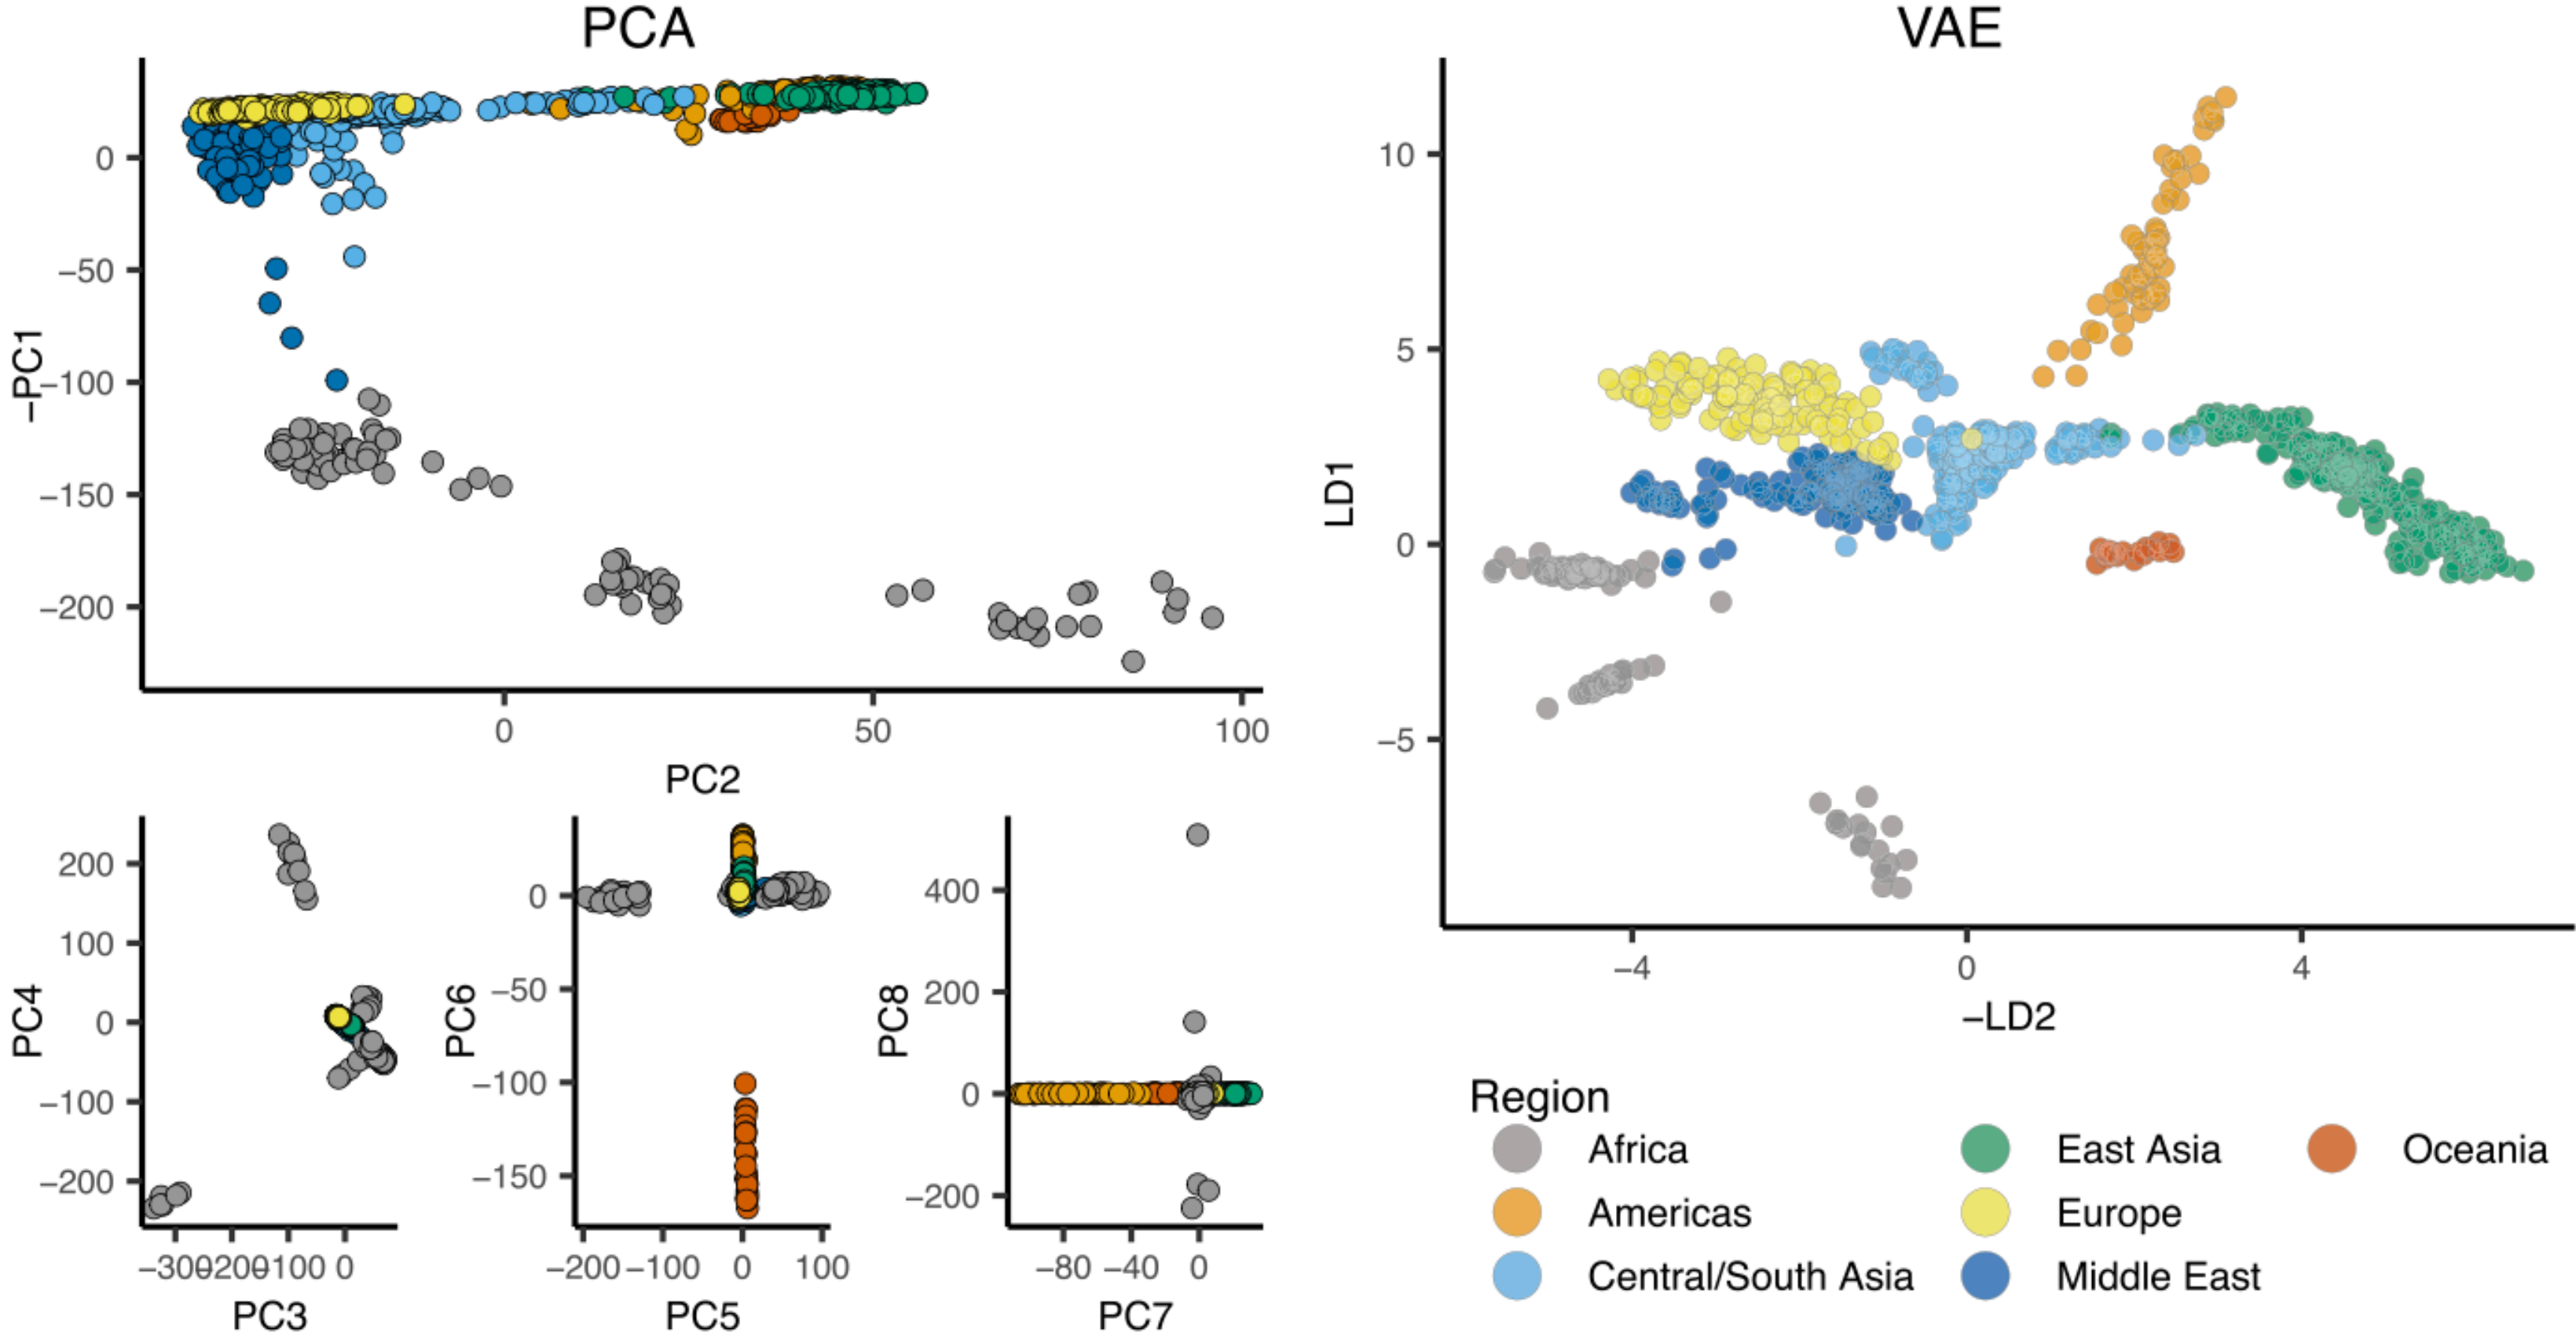 PCA
0
−50
−100
−150
−200
−PC1
0 50 100
PC2
200
100
0
−100
−200
PC4
−300 −200 −100 0
PC3
0
−50
−100
−150
PC6
−200 −100 0 100
PC5
400
200
0
−200
PC8
−80 −40 0
PC7
VAE
10
5
0
−5
LD1
−4 0 4
−LD2
Region
Africa East Asia Oceania
Americas Europe
Central/South Asia Middle East